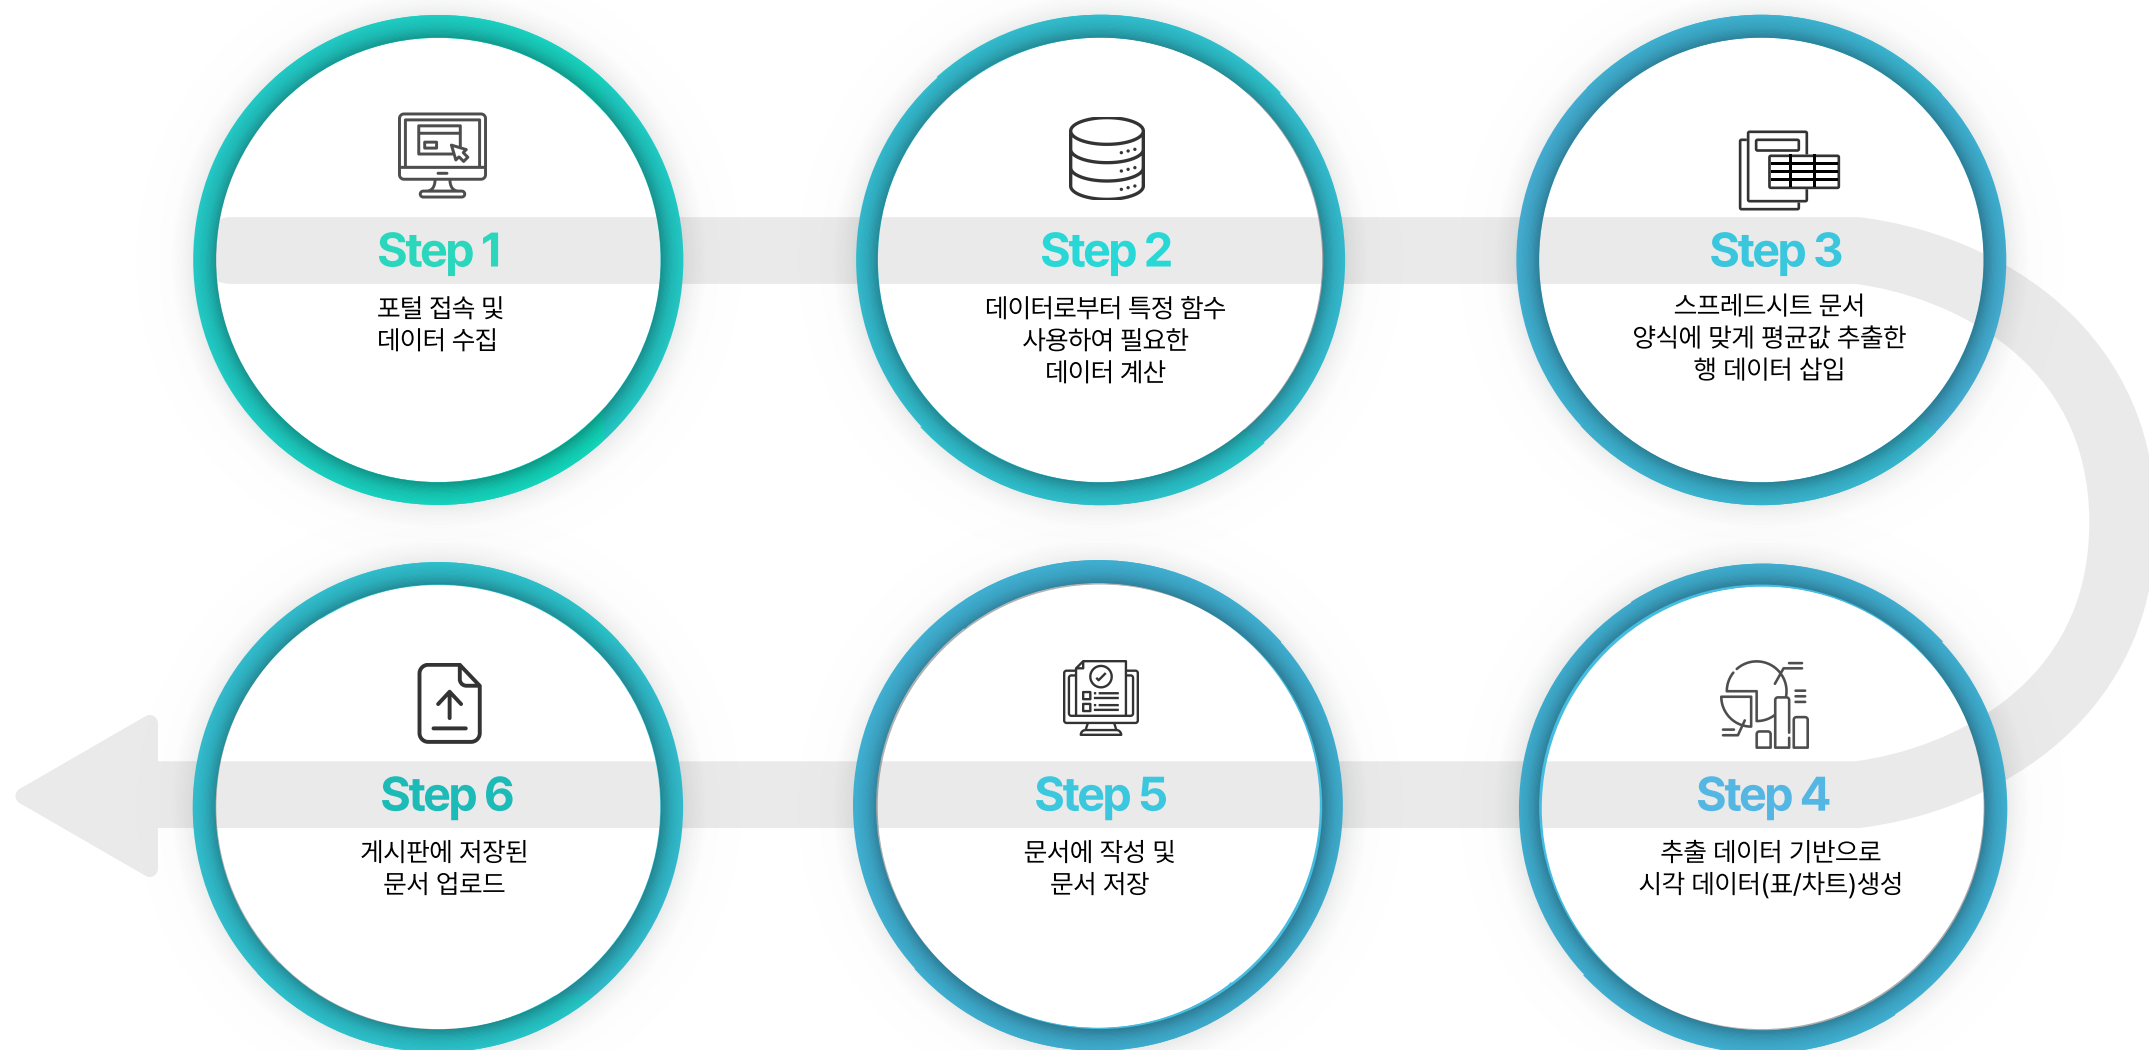 Step 1
포털 접속 및
데이터 수집
Step 2
데이터로부터 특정 함수
사용하여 필요한
데이터 계산
Step 3
스프레드시트 문서
양식에 맞게 평균값 추출한
행 데이터 삽입
Step 4
추출 데이터 기반으로
시각 데이터(표/차트)생성
Step 5
문서에 작성 및
문서 저장
Step 6
게시판에 저장된
문서 업로드